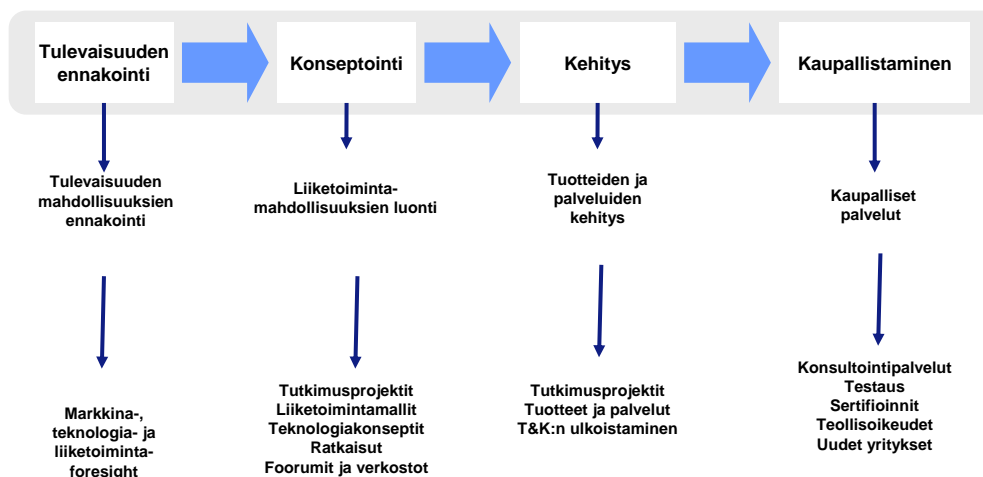 Tulevaisuuden
ennakointi
Konseptointi
Kehitys
Kaupallistaminen
Tulevaisuuden
mahdollisuuksien
ennakointi
Liiketoiminta-
mahdollisuuksien luonti
Tuotteiden ja
palveluiden
kehitys
Kaupalliset
palvelut
Markkina-,
teknologia- ja
liiketoiminta-
foresight
Tutkimusprojektit
Liiketoimintamallit
Teknologiakonseptit
Ratkaisut
Foorumit ja verkostot
Tutkimusprojektit
Tuotteet ja palvelut
T&K:n ulkoistaminen
Konsultointipalvelut
Testaus
Sertifioinnit
Teollisoikeudet
Uudet yritykset